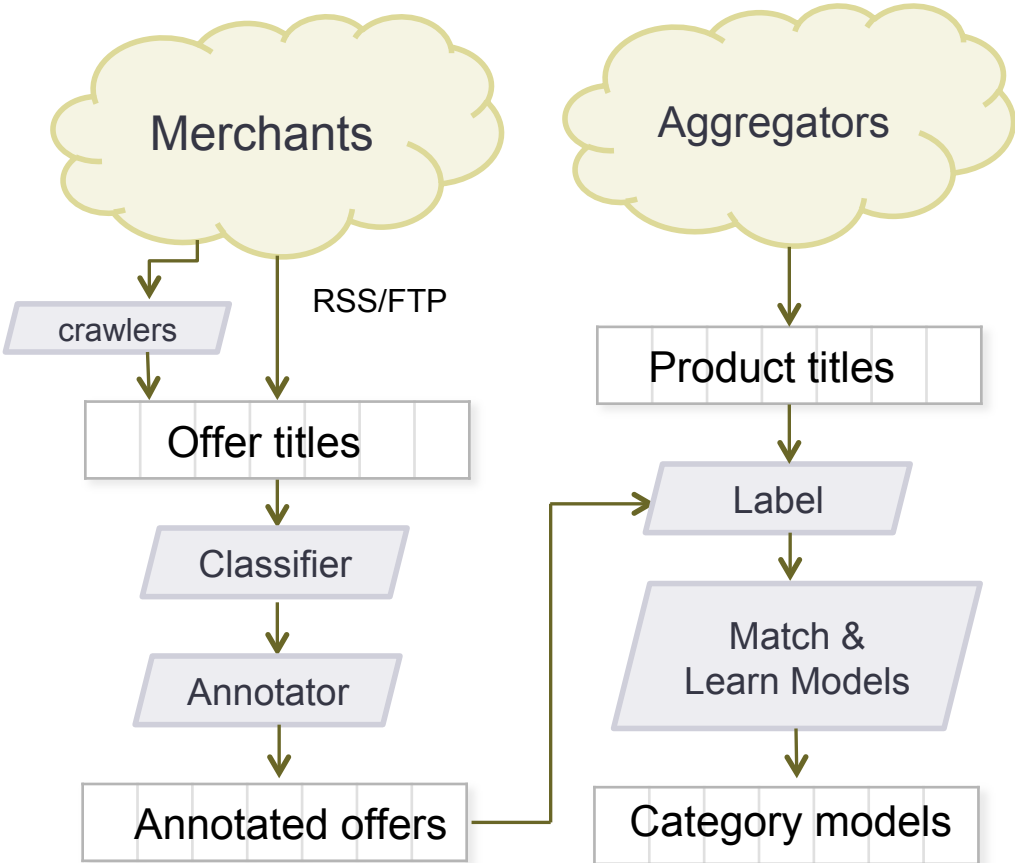 Merchants
Aggregators
RSS/FTP
crawlers
Product titles
Offer titles
Label
Classifier
Match &
Learn Models
Annotator
Annotated offers
Category models